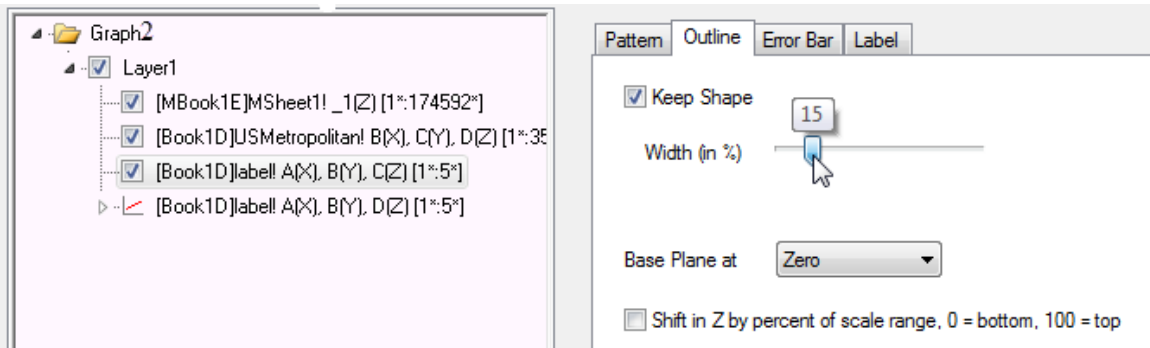 Graph2
Layer1
[MBook1E]MSheet1! _1(Z) [1*:174592*]
[Book1D]USMetropolitan! B(X), C(Y), D(Z) [1*:35
[Book1D]label! A(X), B(Y), C(Z) [1*:5*]
[Book1D]label! A(X), B(Y), D(Z) [1*:5*]
Pattern Outline Error Bar Label
Keep Shape
15
Width (in %)
Base Plane at Zero
Shift in Z by percent of scale range, 0 = bottom, 100 = top